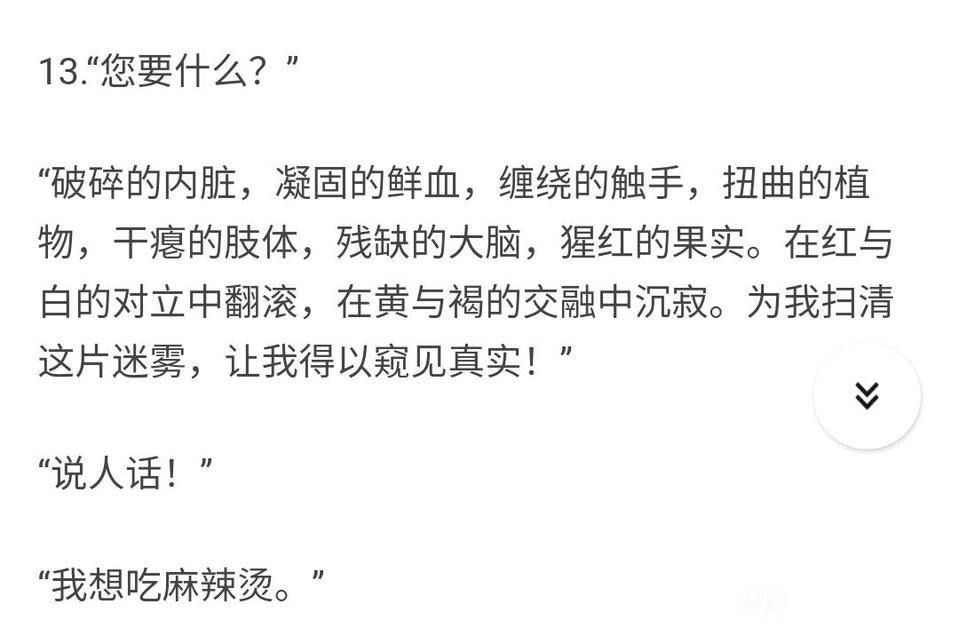 13.“您要什么？”
“破碎的内脏，凝固的鲜血，缠绕的触手，扭曲的植
物，干瘪的肢体，残缺的大脑，猩红的果实。在红与
白的对立中翻滚，在黄与褐的交融中沉寂。为我扫清
这片迷雾，让我得以窥见真实！”
“说人话！”
“我想吃麻辣烫。”